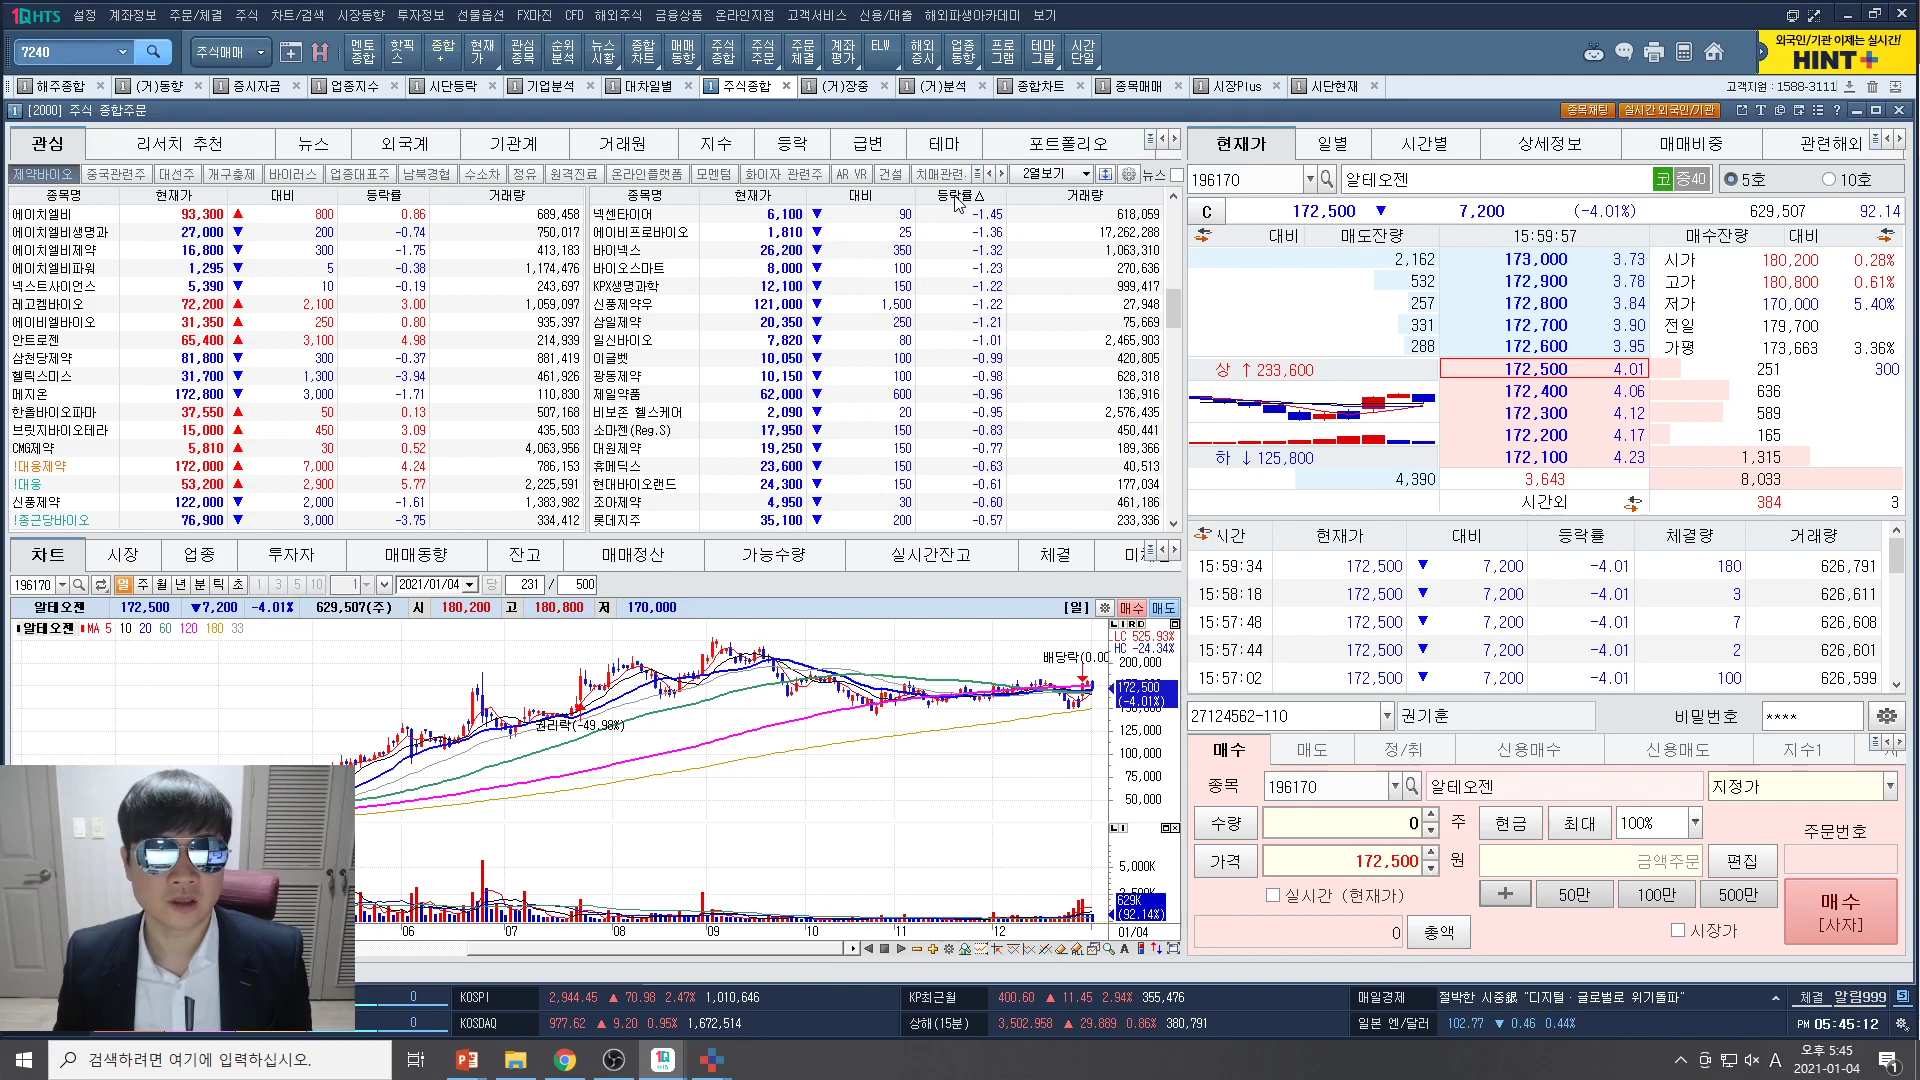 1QHTS 설정 계좌정보 주문/체결 주식 차트/검색 시장동향 투자정보 선물옵션 FX마진 CFD 해외주식 금융상품 온라인지점 고객서비스 신용/대출 해외파생아카데미 보기
7240 주식매매 멘토종합 핫픽스 종합+ 현재가 관심종목 순위분석 뉴스시황 종합차트 매매동향 주식종합 주식주문 주문체결 계좌평가 ELW 해외증시 업종동향 프로그램 테마그룹 시간단일
외국인/기관 이제는 실시간!
HINT+
1 해주종합 1 (거)동향 1 증시자금 1 업종지수 1 시단등락 1 기업분석 1 대차일별 1 주식종합 1 (거)장중 1 (거)분석 1 종합차트 1 종목매매 1 시장Plus 1 시단현재 고객지원 : 1588-3111
1 [2000] 주식 종합주문 종목채팅 실시간 외국인/기관
관심 리서치 추천 뉴스 외국계 기관계 거래원 지수 등락 급변 테마 포트폴리오
제약바이오 중국관련주 대선주 개구충제 바이러스 업종대표주 남북경협 수소차 정유 원격진료 온라인플랫폼 모멘텀 화이자 관련주 AR VR 건설 치매관련 2열보기 뉴스
종목명 현재가 대비 등락률 거래량 종목명 현재가 대비 등락률△ 거래량
에이치엘비 93,300 ▲ 800 0.86 689,458 넥센타이어 6,100 ▼ 90 -1.45 618,059
에이치엘비생명과 27,000 ▼ 200 -0.74 750,017 에이비프로바이오 1,810 ▼ 25 -1.36 17,262,288
에이치엘비제약 16,800 ▼ 300 -1.75 413,183 바이넥스 26,200 ▼ 350 -1.32 1,063,310
에이치엘비파워 1,295 ▼ 5 -0.38 1,174,476 바이오스마트 8,000 ▼ 100 -1.23 270,636
넥스트사이언스 5,390 ▼ 10 -0.19 243,697 KPX생명과학 12,100 ▼ 150 -1.22 999,417
레고켐바이오 72,200 ▲ 2,100 3.00 1,059,097 신풍제약우 121,000 ▼ 1,500 -1.22 27,948
에이비엘바이오 31,350 ▲ 250 0.80 935,397 삼일제약 20,350 ▼ 250 -1.21 75,669
안트로젠 65,400 ▲ 3,100 4.98 214,939 일신바이오 7,820 ▼ 80 -1.01 2,465,903
삼천당제약 81,800 ▼ 300 -0.37 881,419 이글벳 10,050 ▼ 100 -0.99 420,805
헬릭스미스 31,700 ▼ 1,300 -3.94 461,926 광동제약 10,150 ▼ 100 -0.98 628,318
메지온 172,800 ▼ 3,000 -1.71 110,830 제일약품 62,000 ▼ 600 -0.96 136,916
한올바이오파마 37,550 ▲ 50 0.13 507,168 비보존 헬스케어 2,090 ▼ 20 -0.95 2,576,435
브릿지바이오테라 15,000 ▲ 450 3.09 435,503 소마젠(Reg.S) 17,950 ▼ 150 -0.83 450,441
CMG제약 5,810 ▲ 30 0.52 4,063,956 대원제약 19,250 ▼ 150 -0.77 189,366
!대웅제약 172,000 ▲ 7,000 4.24 786,153 휴메딕스 23,600 ▼ 150 -0.63 40,513
!대웅 53,200 ▲ 2,900 5.77 2,225,591 현대바이오랜드 24,300 ▼ 150 -0.61 177,034
신풍제약 122,000 ▼ 2,000 -1.61 1,383,982 조아제약 4,950 ▼ 30 -0.60 461,186
!종근당바이오 76,900 ▼ 3,000 -3.75 334,412 롯데지주 35,100 ▼ 200 -0.57 233,336
차트 시장 업종 투자자 매매동향 잔고 매매정산 가능수량 실시간잔고 체결
196170 일 주 월 년 분 틱 초 1 3 5 10 1 2021/01/04 당 231 / 500
알테오젠 172,500 ▼7,200 -4.01% 629,507(주) 시 180,200 고 180,800 저 170,000 [일] 매수 매도
알테오젠 MA 5 10 20 60 120 180 33
LC 525.93%
HC -24.34%
배당락(0.00
200,000
172,500
(-4.01%)
권리락(-49.98%)
125,000
100,000
75,000
50,000
5,000K
629K
(92.14%)
06 07 08 09 10 11 12 01/04
현재가 일별 시간별 상세정보 매매비중 관련해외
196170 알테오젠 코 증40 5호 10호
C 172,500 ▼ 7,200 (-4.01%) 629,507 92.14
대비 매도잔량 15:59:57 매수잔량 대비
2,162 173,000 3.73 시가 180,200 0.28%
532 172,900 3.78 고가 180,800 0.61%
257 172,800 3.84 저가 170,000 5.40%
331 172,700 3.90 전일 179,700
288 172,600 3.95 가평 173,663 3.36%
상 ↑ 233,600 172,500 4.01 251 300
172,400 4.06 636
172,300 4.12 589
172,200 4.17 165
하 ↓ 125,800 172,100 4.23 1,315
4,390 3,643 8,033
시간외 384 3
시간 현재가 대비 등락률 체결량 거래량
15:59:34 172,500 ▼ 7,200 -4.01 180 626,791
15:58:18 172,500 ▼ 7,200 -4.01 3 626,611
15:57:48 172,500 ▼ 7,200 -4.01 7 626,608
15:57:44 172,500 ▼ 7,200 -4.01 2 626,601
15:57:02 172,500 ▼ 7,200 -4.01 100 626,599
27124562-110 권기훈 비밀번호 ****
매수 매도 정/취 신용매수 신용매도 지수1
종목 196170 알테오젠 지정가
수량 0 주 현금 최대 100% 주문번호
가격 172,500 원 금액주문 편집
실시간 (현재가) + 50만 100만 500만
매수
[사자]
0 총액 시장가
0 KOSPI 2,944.45 ▲ 70.98 2.47% 1,010,646 KP최근월 400.60 ▲ 11.45 2.94% 355,476 매일경제 절박한 시중銀 "디지털·글로벌로 위기돌파" 체결 알림999
0 KOSDAQ 977.62 ▲ 9.20 0.95% 1,672,514 상해(15분) 3,502.958 ▲ 29.889 0.86% 380,791 일본 엔/달러 102.77 ▼ 0.46 0.44% PM 05:45:12
검색하려면 여기에 입력하십시오. A 오후 5:45
2021-01-04